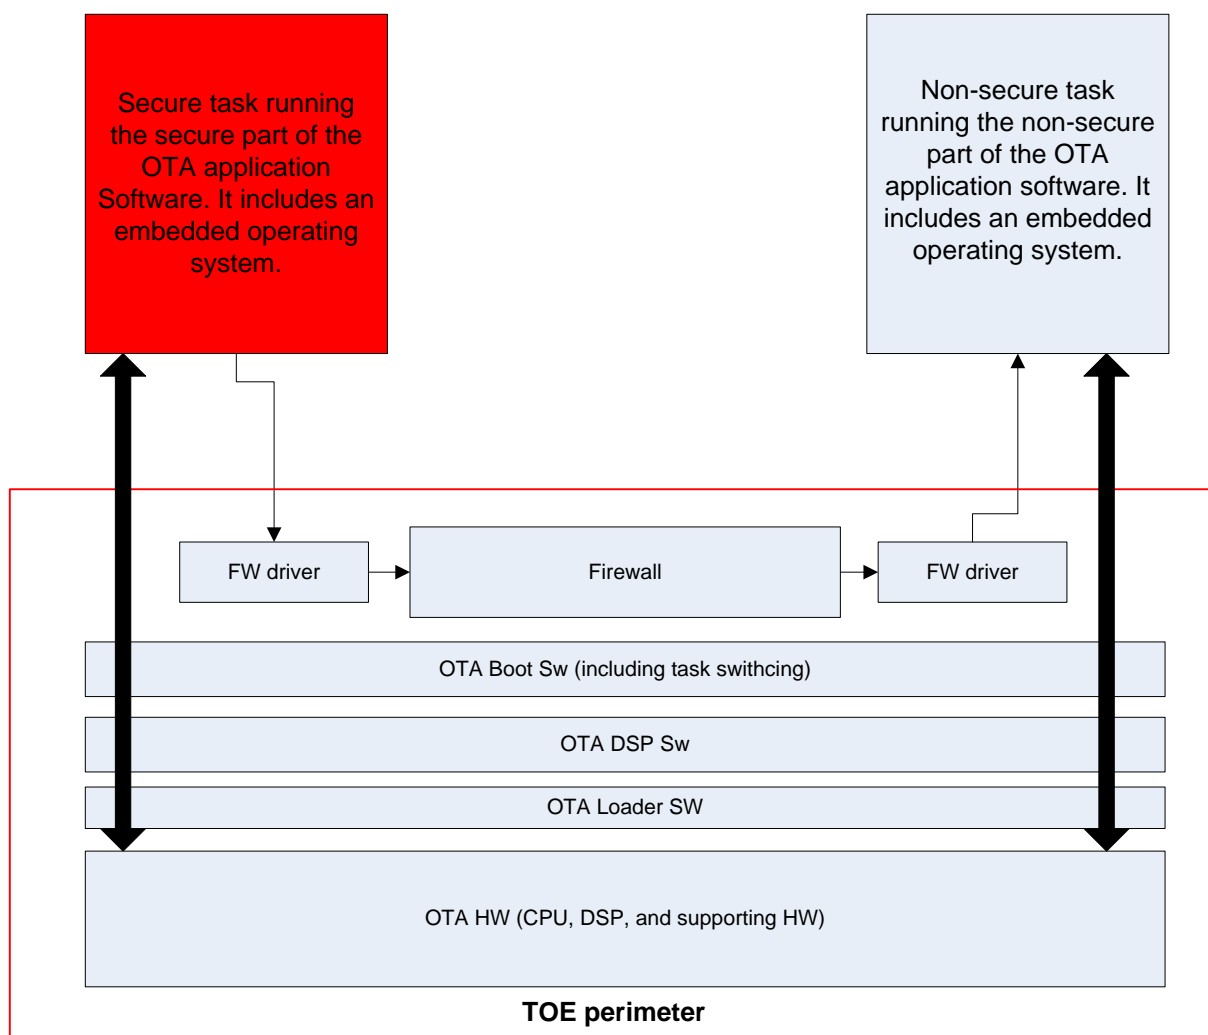 Secure task running
the secure part of the
OTA application
Software. It includes an
embedded operating
system.
Non-secure task
running the non-secure
part of the OTA
application software. It
includes an embedded
operating system.
FW driver
Firewall
FW driver
OTA Boot Sw (including task swithcing)
OTA DSP Sw
OTA Loader SW
OTA HW (CPU, DSP, and supporting HW)
TOE perimeter